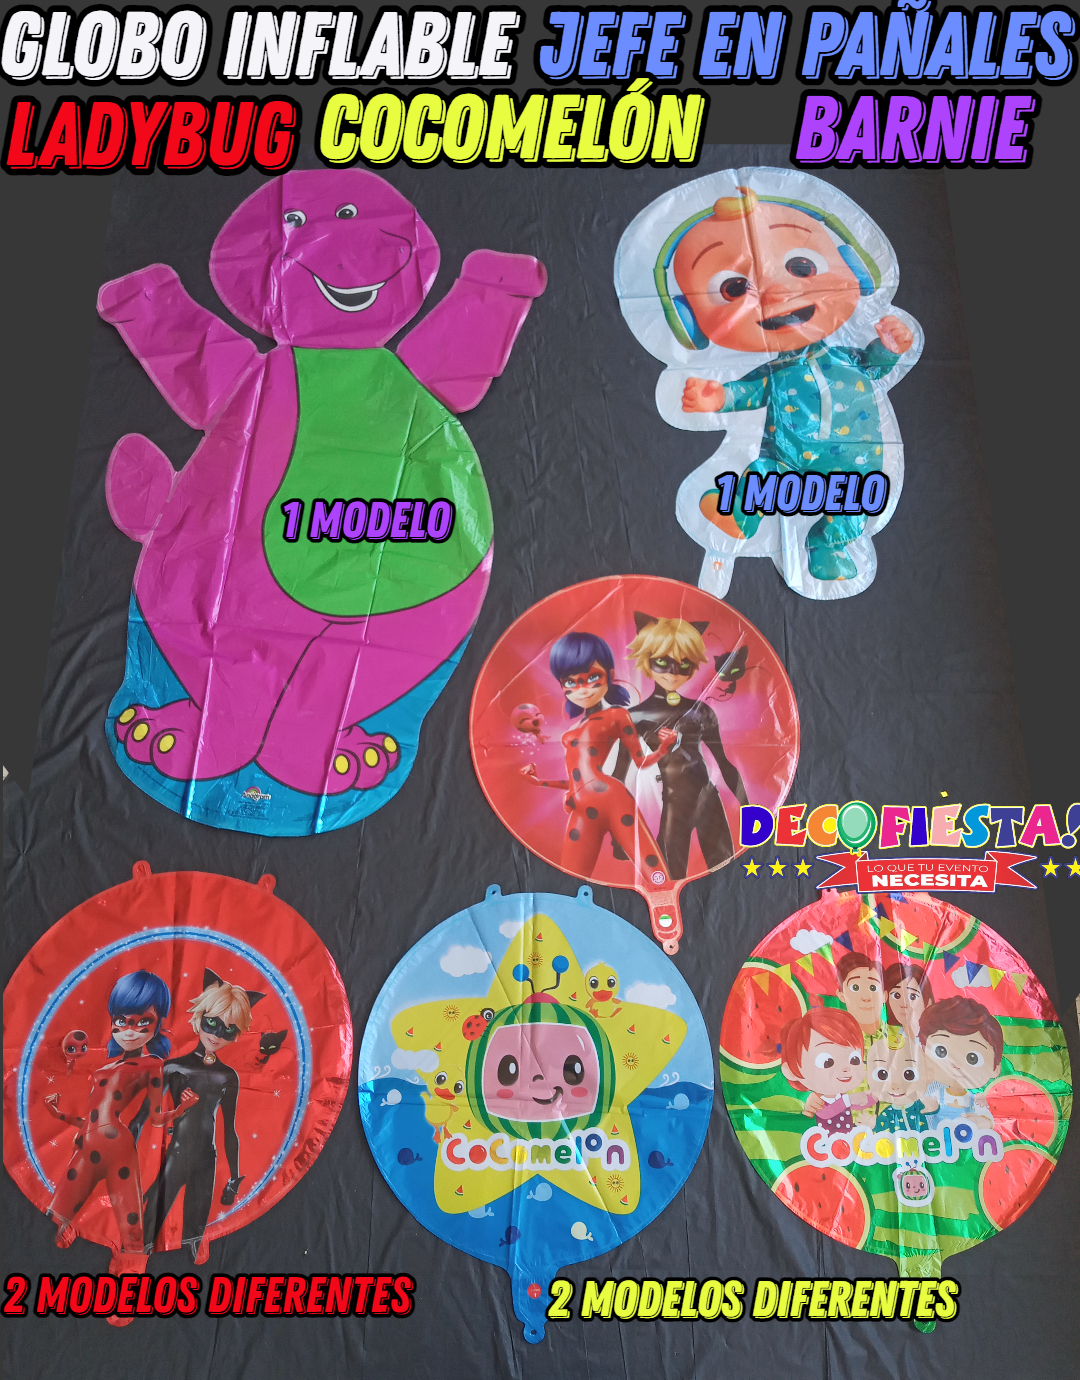 GLOBO INFLABLE JEFE EN PAÑALES
LADYBUG COCOMELÓN BARNIE
1 MODELO
1 MODELO
DECOFIESTA!
LO QUE TU EVENTO
NECESITA
CoComelon
CoComelon
2 MODELOS DIFERENTES
2 MODELOS DIFERENTES